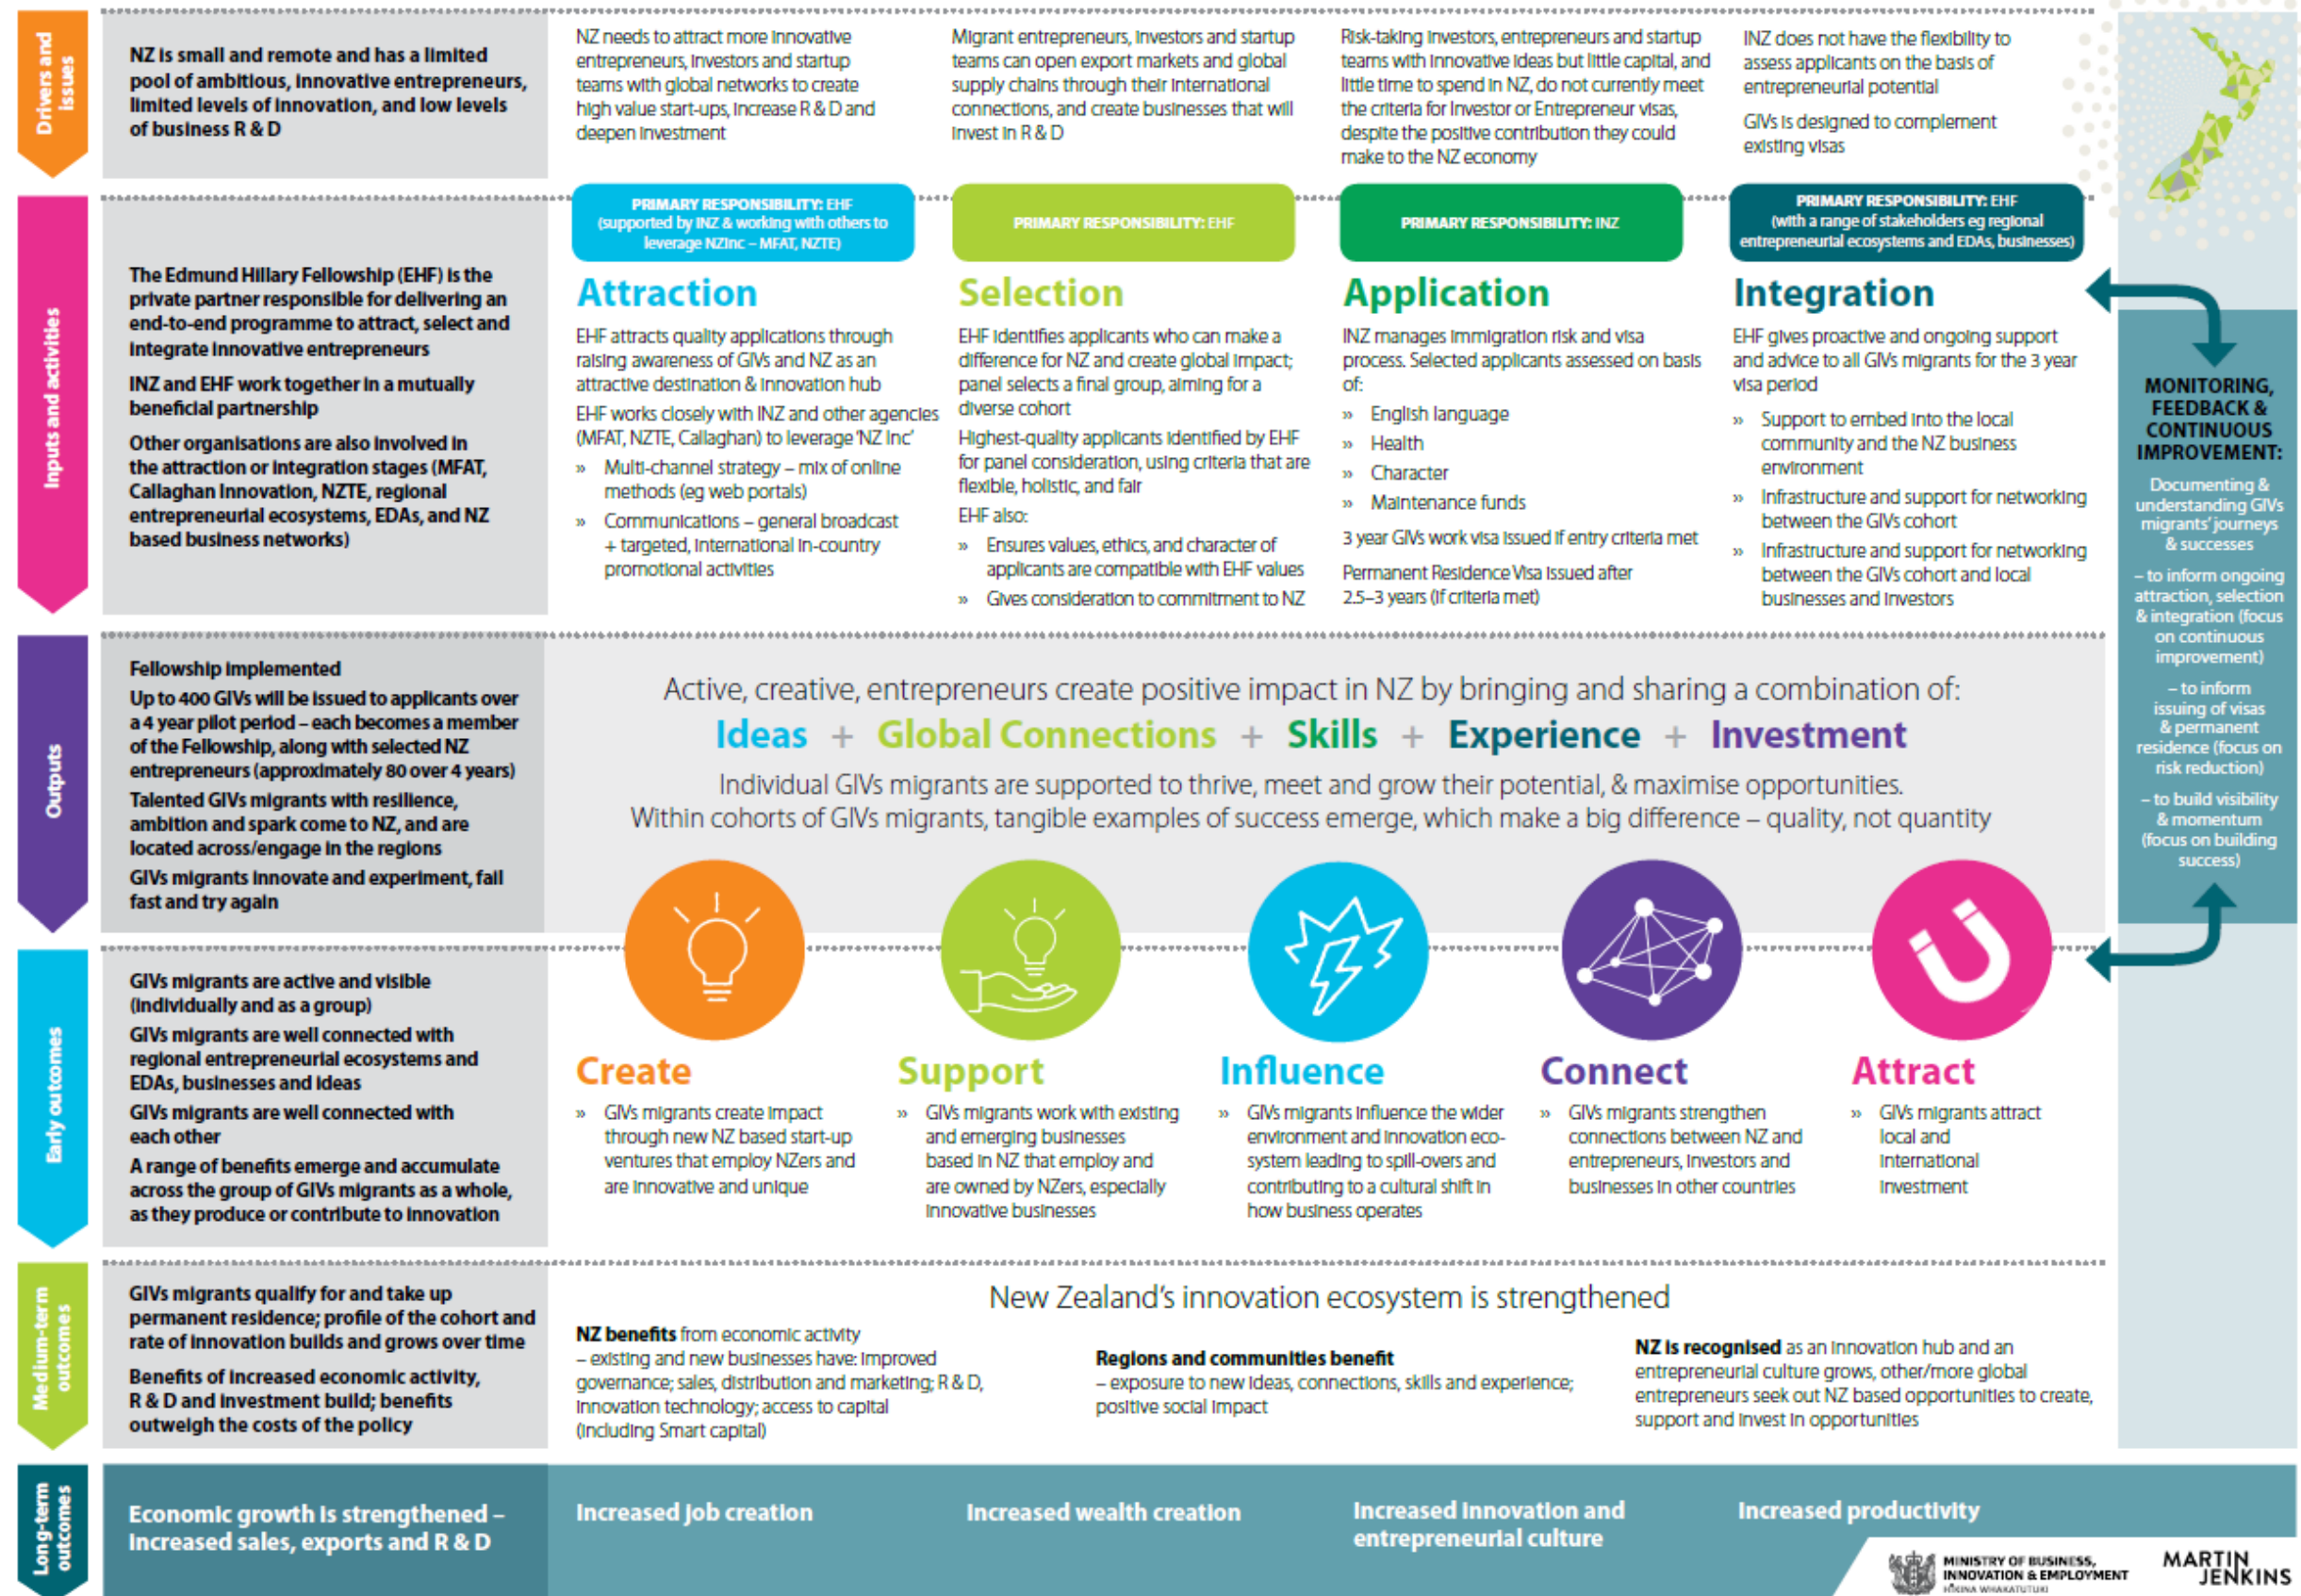 Drivers and
issues
NZ is small and remote and has a limited
pool of ambitious, innovative entrepreneurs,
limited levels of innovation, and low levels
of business R & D
NZ needs to attract more innovative
entrepreneurs, investors and startup
teams with global networks to create
high value start-ups, increase R & D and
deepen investment
Migrant entrepreneurs, investors and startup
teams can open export markets and global
supply chains through their international
connections, and create businesses that will
invest in R & D
Risk-taking investors, entrepreneurs and startup
teams with innovative ideas but little capital, and
little time to spend in NZ, do not currently meet
the criteria for Investor or Entrepreneur visas,
despite the positive contribution they could
make to the NZ economy
INZ does not have the flexibility to
assess applicants on the basis of
entrepreneurial potential
GIVs is designed to complement
existing visas
Inputs and activities
The Edmund Hillary Fellowship (EHF) is the
private partner responsible for delivering an
end-to-end programme to attract, select and
integrate innovative entrepreneurs
INZ and EHF work together in a mutually
beneficial partnership
Other organisations are also involved in
the attraction or integration stages (MFAT,
Callaghan Innovation, NZTE, regional
entrepreneurial ecosystems, EDAs, and NZ
based business networks)
PRIMARY RESPONSIBILITY: EHF
(supported by INZ & working with others to
leverage NZInc – MFAT, NZTE)
Attraction
EHF attracts quality applications through
raising awareness of GIVs and NZ as an
attractive destination & innovation hub
EHF works closely with INZ and other agencies
(MFAT, NZTE, Callaghan) to leverage 'NZ Inc'
» Multi-channel strategy – mix of online
methods (eg web portals)
» Communications – general broadcast
+ targeted, international in-country
promotional activities
PRIMARY RESPONSIBILITY: EHF
Selection
EHF identifies applicants who can make a
difference for NZ and create global impact;
panel selects a final group, aiming for a
diverse cohort
Highest-quality applicants identified by EHF
for panel consideration, using criteria that are
flexible, holistic, and fair
EHF also:
» Ensures values, ethics, and character of
applicants are compatible with EHF values
» Gives consideration to commitment to NZ
PRIMARY RESPONSIBILITY: INZ
Application
INZ manages immigration risk and visa
process. Selected applicants assessed on basis
of:
» English language
» Health
» Character
» Maintenance funds
3 year GIVs work visa issued if entry criteria met
Permanent Residence Visa issued after
2.5–3 years (if criteria met)
PRIMARY RESPONSIBILITY: EHF
(with a range of stakeholders eg regional
entrepreneurial ecosystems and EDAs, businesses)
Integration
EHF gives proactive and ongoing support
and advice to all GIVs migrants for the 3 year
visa period
» Support to embed into the local
community and the NZ business
environment
» Infrastructure and support for networking
between the GIVs cohort
» Infrastructure and support for networking
between the GIVs cohort and local
businesses and investors
MONITORING,
FEEDBACK &
CONTINUOUS
IMPROVEMENT:
Documenting &
understanding GIVs
migrants' journeys
& successes
– to inform ongoing
attraction, selection
& integration (focus
on continuous
improvement)
– to inform
issuing of visas
& permanent
residence (focus on
risk reduction)
– to build visibility
& momentum
(focus on building
success)
Outputs
Fellowship implemented
Up to 400 GIVs will be issued to applicants over
a 4 year pilot period – each becomes a member
of the Fellowship, along with selected NZ
entrepreneurs (approximately 80 over 4 years)
Talented GIVs migrants with resilience,
ambition and spark come to NZ, and are
located across/engage in the regions
GIVs migrants innovate and experiment, fail
fast and try again
Active, creative, entrepreneurs create positive impact in NZ by bringing and sharing a combination of:
Ideas + Global Connections + Skills + Experience + Investment
Individual GIVs migrants are supported to thrive, meet and grow their potential, & maximise opportunities.
Within cohorts of GIVs migrants, tangible examples of success emerge, which make a big difference – quality, not quantity
Early outcomes
GIVs migrants are active and visible
(individually and as a group)
GIVs migrants are well connected with
regional entrepreneurial ecosystems and
EDAs, businesses and ideas
GIVs migrants are well connected with
each other
A range of benefits emerge and accumulate
across the group of GIVs migrants as a whole,
as they produce or contribute to innovation
Create
» GIVs migrants create impact
through new NZ based start-up
ventures that employ NZers and
are innovative and unique
Support
» GIVs migrants work with existing
and emerging businesses
based in NZ that employ and
are owned by NZers, especially
innovative businesses
Influence
» GIVs migrants influence the wider
environment and innovation eco-
system leading to spill-overs and
contributing to a cultural shift in
how business operates
Connect
» GIVs migrants strengthen
connections between NZ and
entrepreneurs, investors and
businesses in other countries
Attract
» GIVs migrants attract
local and
international
investment
Medium-term
outcomes
GIVs migrants qualify for and take up
permanent residence; profile of the cohort and
rate of innovation builds and grows over time
Benefits of increased economic activity,
R & D and investment build; benefits
outweigh the costs of the policy
New Zealand's innovation ecosystem is strengthened
NZ benefits from economic activity
– existing and new businesses have: improved
governance; sales, distribution and marketing; R & D,
innovation technology; access to capital
(including Smart capital)
Regions and communities benefit
– exposure to new ideas, connections, skills and experience;
positive social impact
NZ is recognised as an innovation hub and an
entrepreneurial culture grows, other/more global
entrepreneurs seek out NZ based opportunities to create,
support and invest in opportunities
Long-term
outcomes
Economic growth is strengthened –
increased sales, exports and R & D
Increased job creation
Increased wealth creation
Increased innovation and
entrepreneurial culture
Increased productivity
MINISTRY OF BUSINESS,
INNOVATION & EMPLOYMENT
HĪKINA WHAKATUTUKI
MARTIN
JENKINS